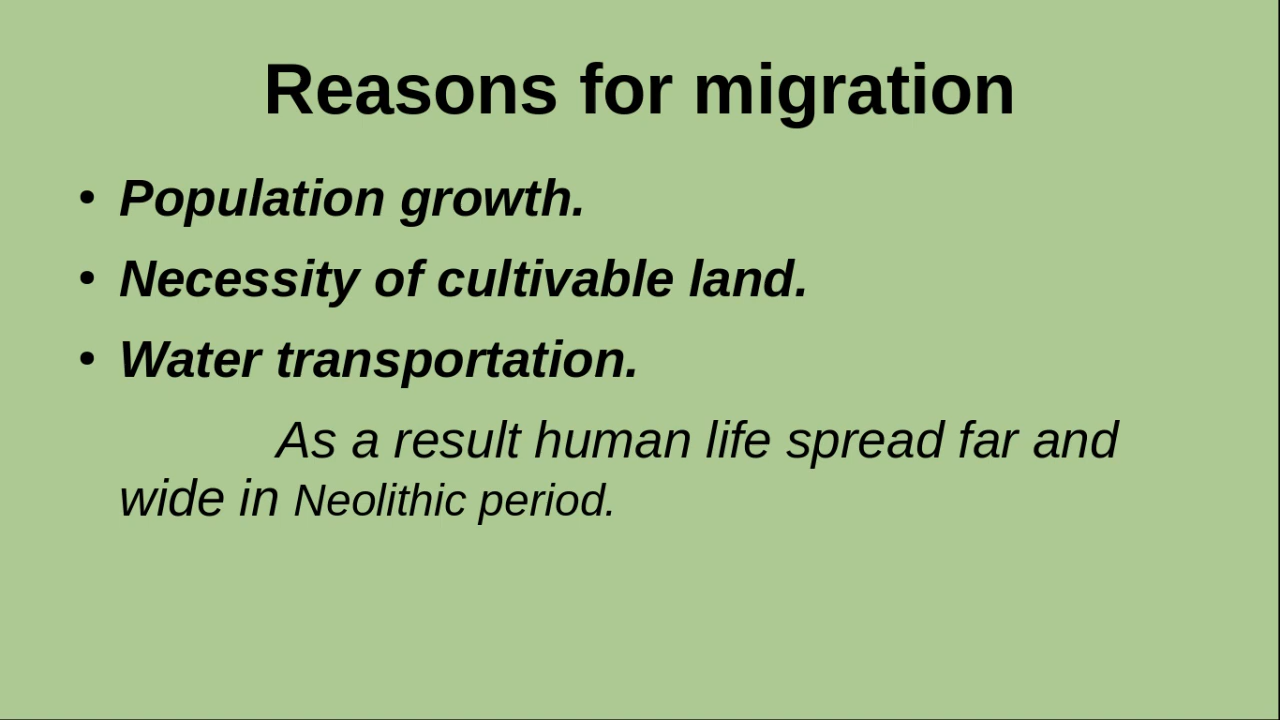 Reasons for migration
• Population growth.
• Necessity of cultivable land.
• Water transportation.
As a result human life spread far and
wide in Neolithic period.